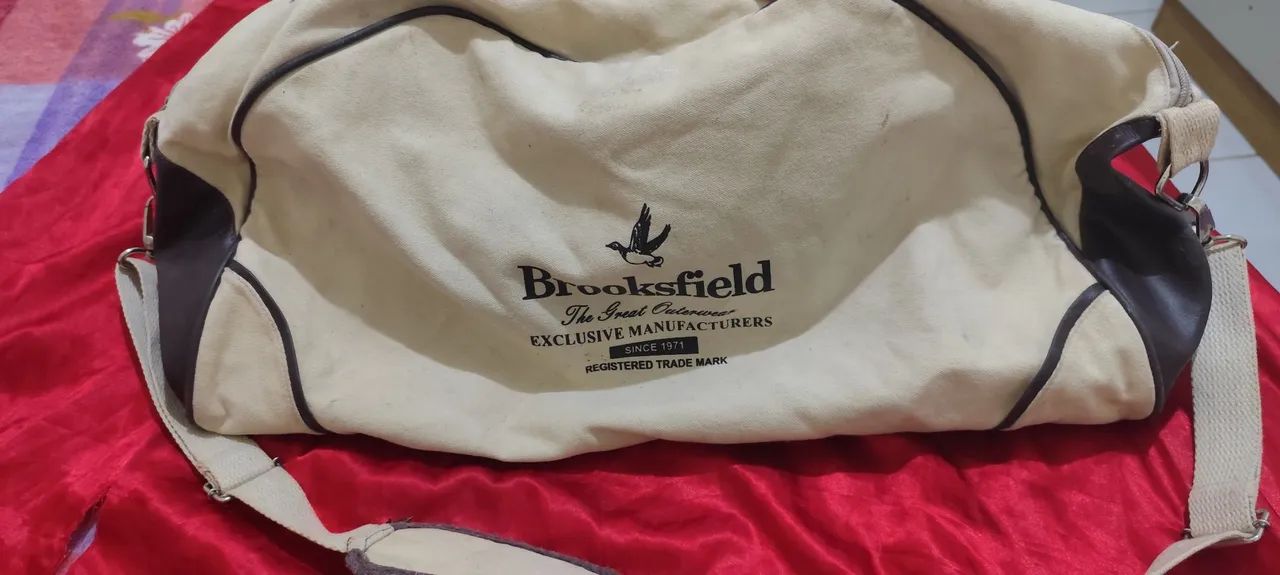 Brooksfield
The Great Outerwear
EXCLUSIVE MANUFACTURERS
SINCE 1971
REGISTERED TRADE MARK